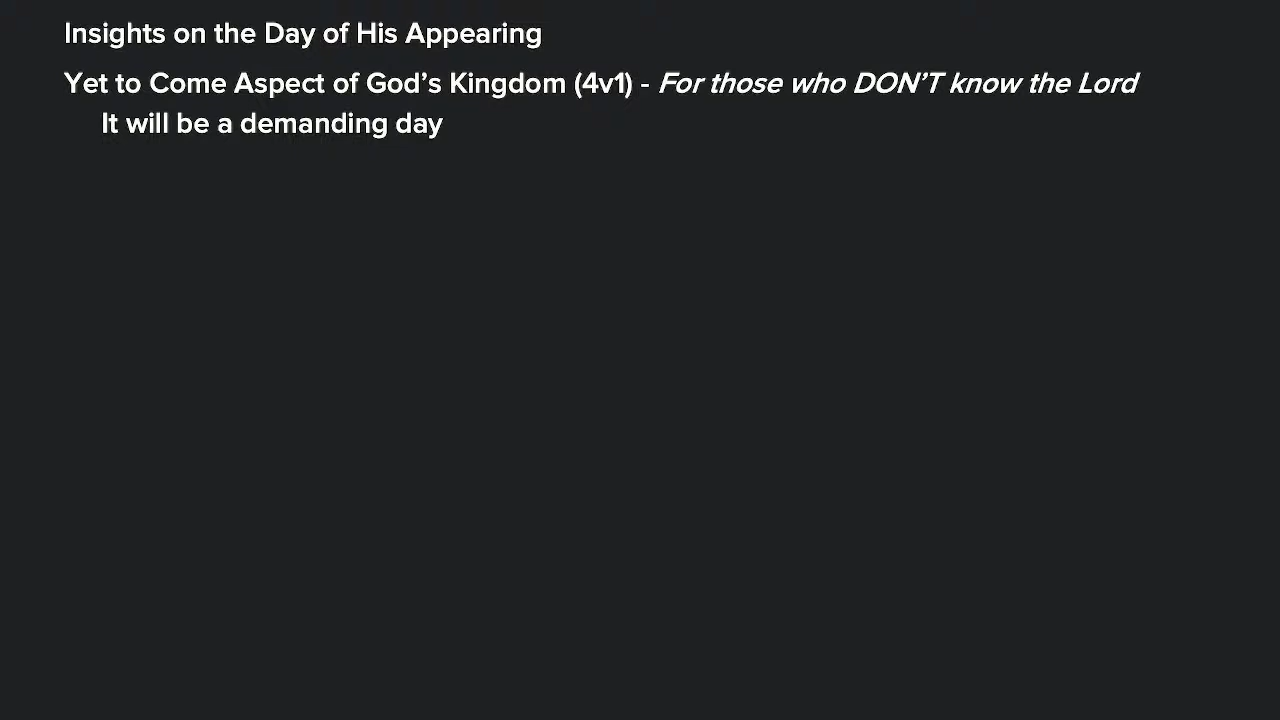 Insights on the Day of His Appearing
Yet to Come Aspect of God’s Kingdom (4v1) - For those who DON’T know the Lord
It will be a demanding day